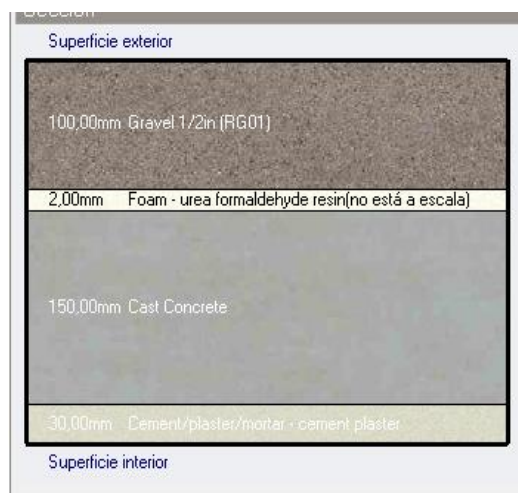 Sección
Superficie exterior
100,00mm Gravel 1/2in (RG01)
2,00mm Foam - urea formaldehyde resin(no está a escala)
150,00mm Cast Concrete
30,00mm Cement/plaster/mortar - cement plaster
Superficie interior